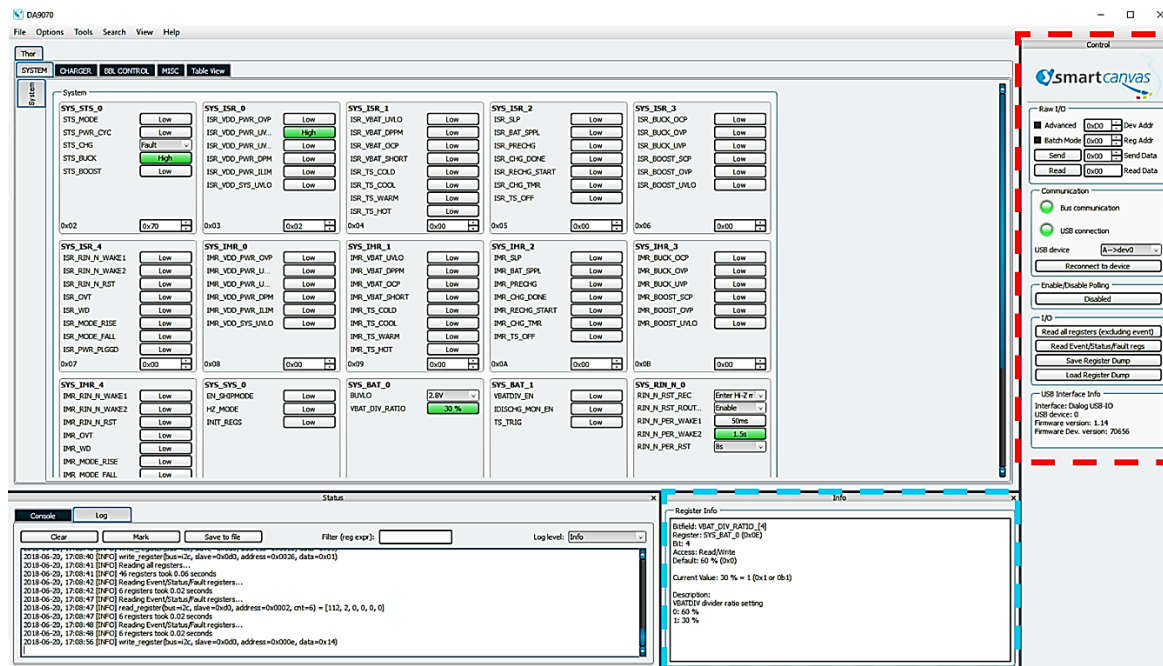 DA9070
File Options Tools Search View Help
Thor
SYSTEM CHARGER BBL CONTROL MISC Table View
System
System
SYS_STS_0
STS_MODE Low
STS_PWR_CYC Low
STS_CHG Fault
STS_BUCK High
STS_BOOST Low
0x02 0x70
SYS_ISR_0
ISR_VDD_PWR_OVP Low
ISR_VDD_PWR_UV... High
ISR_VDD_PWR_UV... Low
ISR_VDD_PWR_DPM Low
ISR_VDD_PWR_ILIM Low
ISR_VDD_SYS_UVLO Low
0x03 0x02
SYS_ISR_1
ISR_VBAT_UVLO Low
ISR_VBAT_DPPM Low
ISR_VBAT_OCP Low
ISR_VBAT_SHORT Low
ISR_TS_COLD Low
ISR_TS_COOL Low
ISR_TS_WARM Low
ISR_TS_HOT Low
0x04 0x00
SYS_ISR_2
ISR_SLP Low
ISR_BAT_SPPL Low
ISR_PRECHG Low
ISR_CHG_DONE Low
ISR_RECHG_START Low
ISR_CHG_TMR Low
ISR_TS_OFF Low
0x05 0x00
SYS_ISR_3
ISR_BUCK_OCP Low
ISR_BUCK_OVP Low
ISR_BUCK_UVP Low
ISR_BOOST_SCP Low
ISR_BOOST_OVP Low
ISR_BOOST_UVLO Low
0x06 0x00
SYS_ISR_4
ISR_RIN_N_WAKE1 Low
ISR_RIN_N_WAKE2 Low
ISR_RIN_N_RST Low
ISR_OVT Low
ISR_WD Low
ISR_MODE_RISE Low
ISR_MODE_FALL Low
ISR_PWR_PLGGD Low
0x07 0x00
SYS_IMR_0
IMR_VDD_PWR_OVP Low
IMR_VDD_PWR_U... Low
IMR_VDD_PWR_U... Low
IMR_VDD_PWR_DPM Low
IMR_VDD_PWR_ILIM Low
IMR_VDD_SYS_UVLO Low
0x08 0x00
SYS_IMR_1
IMR_VBAT_UVLO Low
IMR_VBAT_DPPM Low
IMR_VBAT_OCP Low
IMR_VBAT_SHORT Low
IMR_TS_COLD Low
IMR_TS_COOL Low
IMR_TS_WARM Low
IMR_TS_HOT Low
0x09 0x00
SYS_IMR_2
IMR_SLP Low
IMR_BAT_SPPL Low
IMR_PRECHG Low
IMR_CHG_DONE Low
IMR_RECHG_START Low
IMR_CHG_TMR Low
IMR_TS_OFF Low
0x0A 0x00
SYS_IMR_3
IMR_BUCK_OCP Low
IMR_BUCK_OVP Low
IMR_BUCK_UVP Low
IMR_BOOST_SCP Low
IMR_BOOST_OVP Low
IMR_BOOST_UVLO Low
0x0B 0x00
SYS_IMR_4
IMR_RIN_N_WAKE1 Low
IMR_RIN_N_WAKE2 Low
IMR_RIN_N_RST Low
IMR_OVT Low
IMR_WD Low
IMR_MODE_RISE Low
IMR_MODE_FALL Low
SYS_SYS_0
EN_SHIPMODE Low
HZ_MODE Low
INIT_REGS Low
SYS_BAT_0
BUVLO 2.8V
VBAT_DIV_RATIO 30 %
SYS_BAT_1
VBATDIV_EN Low
IDISCHG_MON_EN Low
TS_TRIG Low
SYS_RIN_N_0
RIN_N_RST_REC Enter Hi-Z m
RIN_N_RST_ROUT... Enable
RIN_N_PER_WAKE1 50ms
RIN_N_PER_WAKE2 1.5s
RIN_N_PER_RST 8s
Control
smartcanvas
Raw I/O
Advanced 0xD0 Dev Addr
Batch Mode 0x00 Reg Addr
Send 0x00 Send Data
Read 0x00 Read Data
Communication
Bus communication
USB connection
USB device A-->dev0
Reconnect to device
Enable/Disable Polling
Disabled
I/O
Read all registers (excluding event)
Read Event/Status/Fault regs
Save Register Dump
Load Register Dump
USB Interface Info
Interface: Dialog USB-IO
USB device: 0
Firmware version: 1.14
Firmware Dev. version: 70656
Status
Console Log
Clear Mark Save to file Filter (reg expr): Log level: Info
2018-06-20, 17:08:40 [INFO] write_register(bus=i2c, slave=0x0d0, address=0x0026, data=0x01)
2018-06-20, 17:08:41 [INFO] Reading all registers...
2018-06-20, 17:08:41 [INFO] 46 registers took 0.06 seconds
2018-06-20, 17:08:42 [INFO] Reading Event/Status/Fault registers...
2018-06-20, 17:08:42 [INFO] 6 registers took 0.02 seconds
2018-06-20, 17:08:47 [INFO] Reading Event/Status/Fault registers...
2018-06-20, 17:08:47 [INFO] read_register(bus=i2c, slave=0xd0, address=0x0002, cnt=6) = [112, 2, 0, 0, 0, 0]
2018-06-20, 17:08:47 [INFO] 6 registers took 0.02 seconds
2018-06-20, 17:08:48 [INFO] Reading Event/Status/Fault registers...
2018-06-20, 17:08:48 [INFO] 6 registers took 0.02 seconds
2018-06-20, 17:08:56 [INFO] write_register(bus=i2c, slave=0x0d0, address=0x000e, data=0x14)
Info
Register Info
Bitfield: VBAT_DIV_RATIO_[4]
Register: SYS_BAT_0 (0x0E)
Bit: 4
Access: Read/Write
Default: 60 % (0x0)
Current Value: 30 % = 1 (0x1 or 0b1)
Description:
VBATDIV divider ratio setting
0: 60 %
1: 30 %